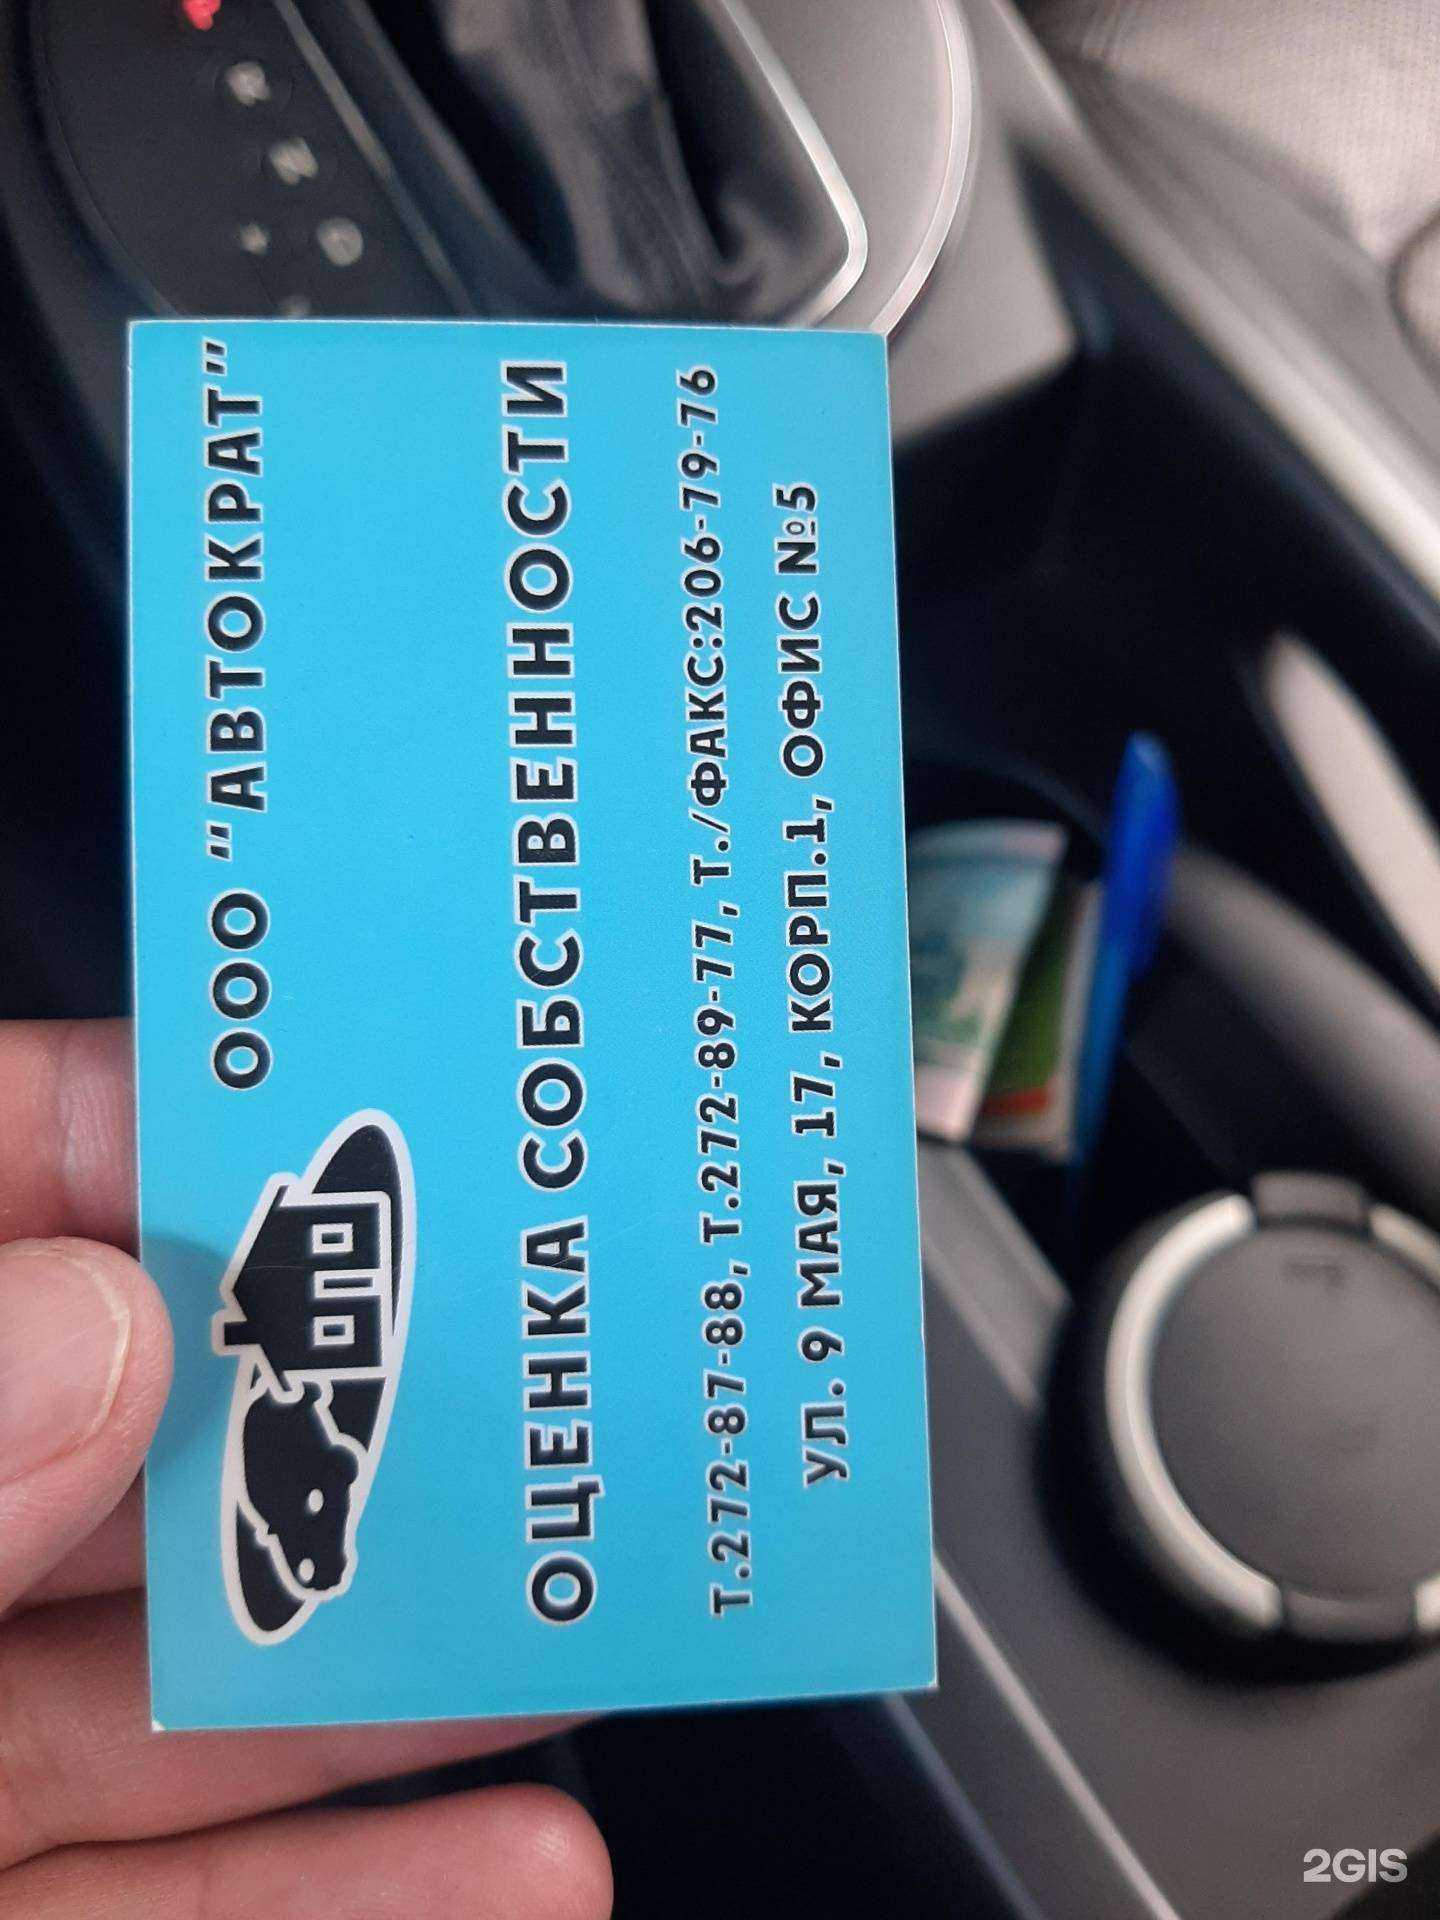 ООО "АВТОКРАТ"
ОЦЕНКА СОБСТВЕННОСТИ
Т.272-87-88, Т.272-89-77, Т./ФАКС:206-79-76
УЛ. 9 МАЯ, 17, КОРП.1, ОФИС №5
R
N
D
+
2GIS